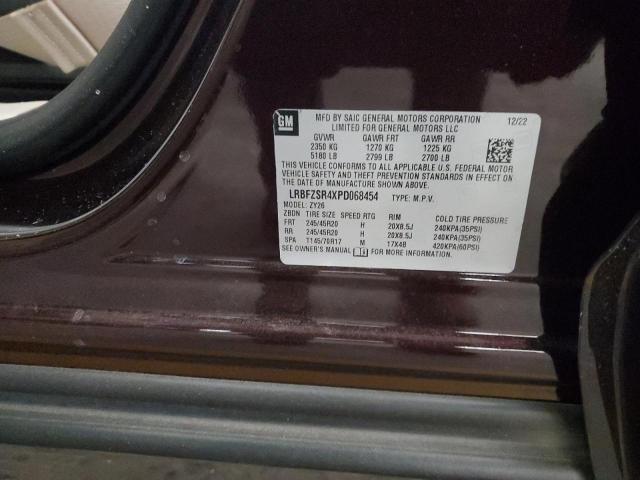 GM
MFD BY SAIC GENERAL MOTORS CORPORATION 12/22
LIMITED FOR GENERAL MOTORS LLC
GVWR GAWR FRT GAWR RR
2350 KG 1270 KG 1225 KG
5180 LB 2799 LB 2700 LB
THIS VEHICLE CONFORMS TO ALL APPLICABLE U.S. FEDERAL MOTOR
VEHICLE SAFETY AND THEFT PREVENTION STANDARDS IN EFFECT ON
THE DATE OF MANUFACTURE SHOWN ABOVE.
LRBFZSR4XPD068454 TYPE: M.P.V.
MODEL: ZY26
ZBDN TIRE SIZE SPEED RTG RIM COLD TIRE PRESSURE
FRT 245/45R20 H 20X8.5J 240KPA(35PSI)
RR 245/45R20 H 20X8.5J 240KPA(35PSI)
SPA T145/70R17 M 17X4B 420KPA(60PSI)
SEE OWNER'S MANUAL FOR MORE INFORMATION.